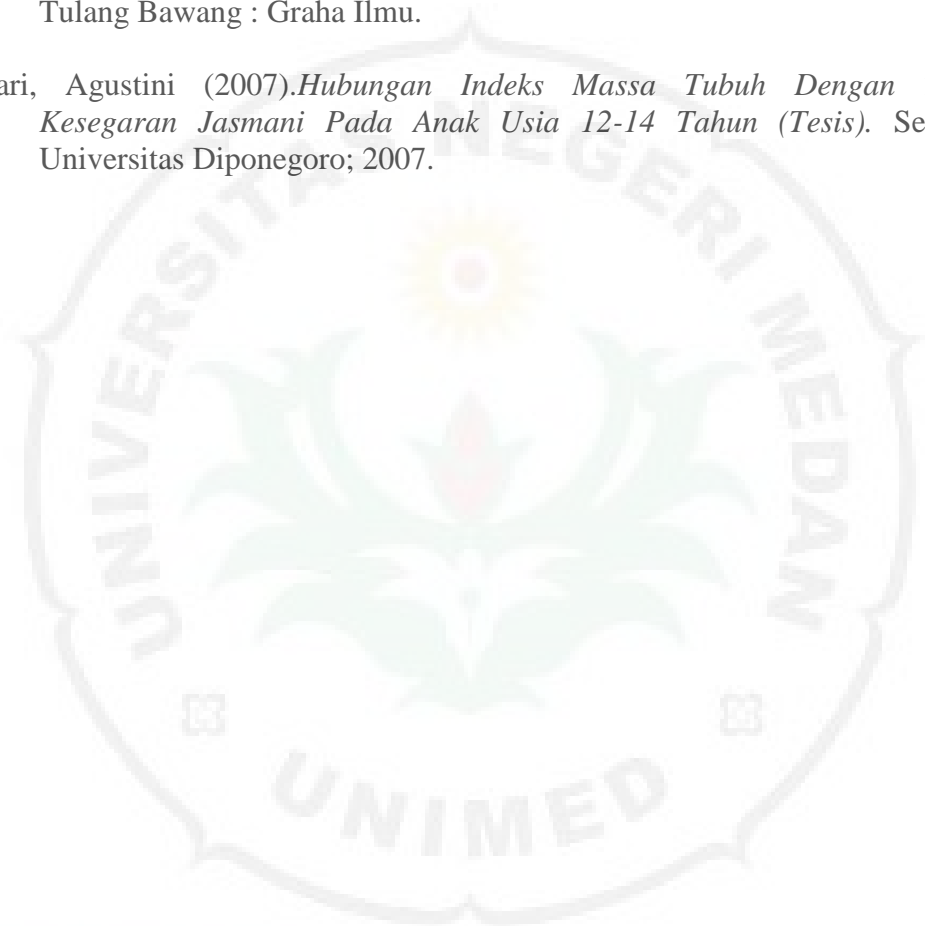 Tulang Bawang : Graha Ilmu.
ari, Agustini (2007).Hubungan Indeks Massa Tubuh Dengan
Kesegaran Jasmani Pada Anak Usia 12-14 Tahun (Tesis). Se
Universitas Diponegoro; 2007.
UNIVERSITAS NEGERI MEDAN
UNIMED